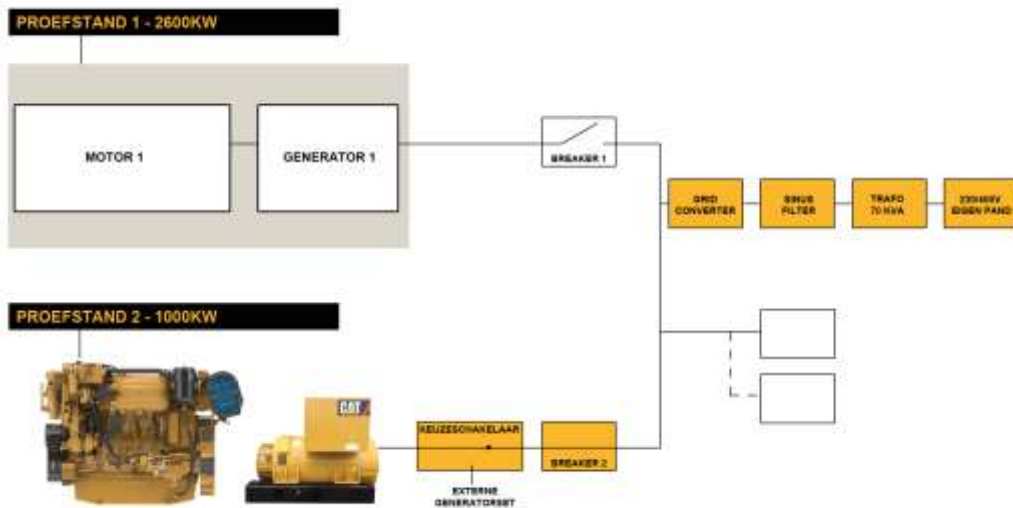 PROEFSTAND 1 - 2600KW
MOTOR 1
GENERATOR 1
BREAKER 1
GRID
CONVERTER
SINUS
FILTER
TRAFO
70 KVA
230/400V
EIGEN PAND
PROEFSTAND 2 - 1000KW
CAT
KEUZESCHAKELAAR
BREAKER 2
EXTERNE
GENERATORSET